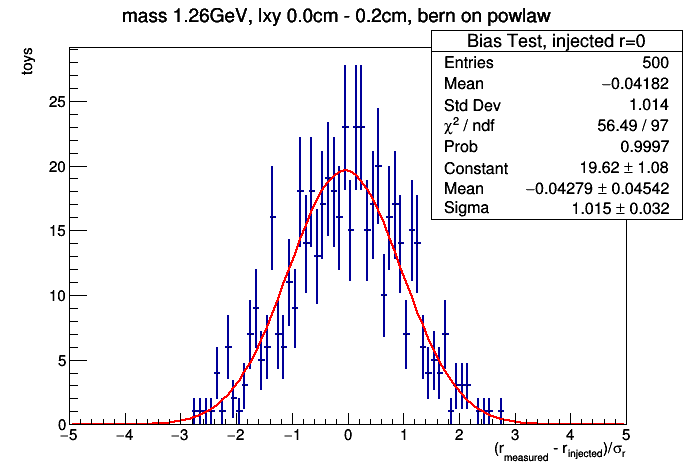 mass 1.26GeV, lxy 0.0cm - 0.2cm, bern on powlaw
Bias Test, injected r=0
Entries 500
Mean −0.04182
Std Dev 1.014
χ² / ndf 56.49 / 97
Prob 0.9997
Constant 19.62 ± 1.08
Mean −0.04279 ± 0.04542
Sigma 1.015 ± 0.032
toys
25
20
15
10
5
0
−5 −4 −3 −2 −1 0 1 2 3 4 5
(r_measured - r_injected)/σ_r